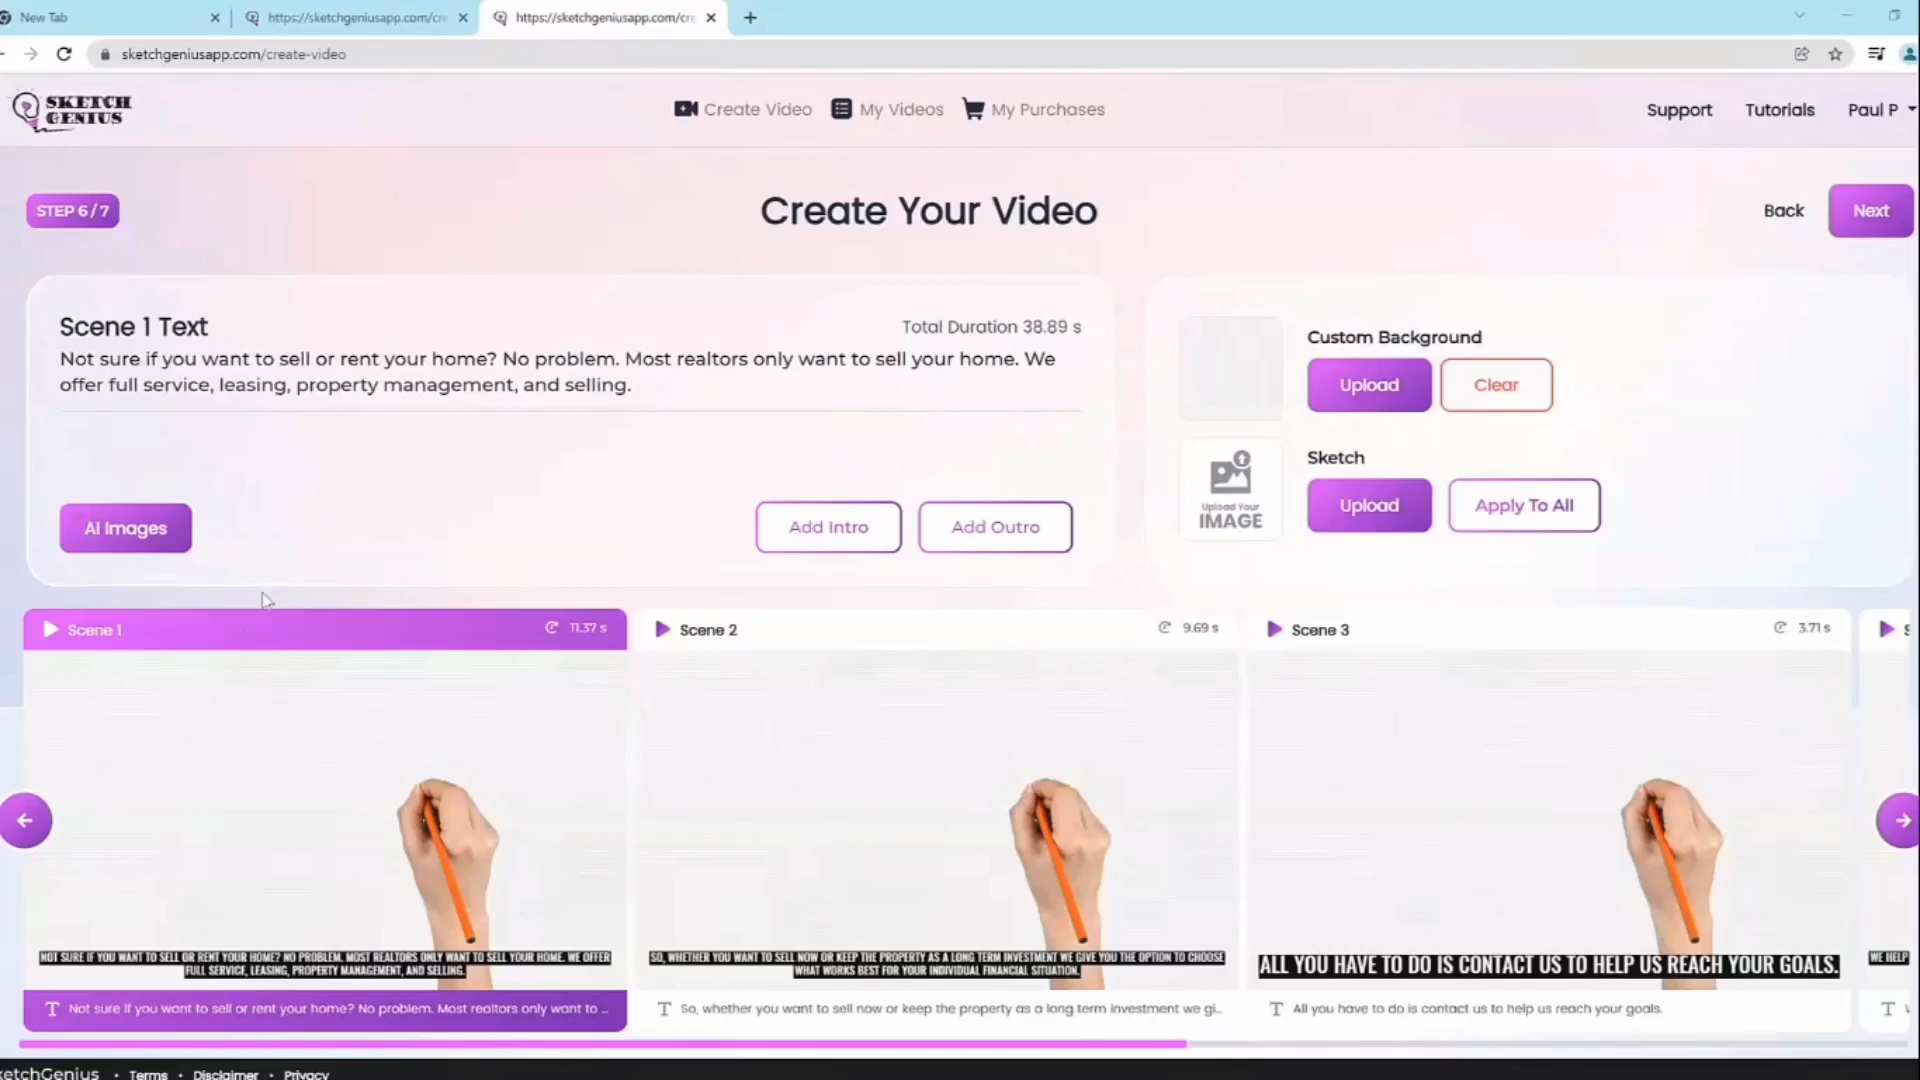 New Tab
https://sketchgeniusapp.com/cre
https://sketchgeniusapp.com/cre
sketchgeniusapp.com/create-video
SKETCH
GENIUS
Create Video
My Videos
My Purchases
Support
Tutorials
Paul P
STEP 6/7
Create Your Video
Back
Next
Scene 1 Text
Total Duration 38.89 s
Not sure if you want to sell or rent your home? No problem. Most realtors only want to sell your home. We
offer full service, leasing, property management, and selling.
AI Images
Add Intro
Add Outro
Custom Background
Upload
Clear
Sketch
Upload Your
IMAGE
Upload
Apply To All
Scene 1
11.37 s
Scene 2
9.69 s
Scene 3
3.71 s
NOT SURE IF YOU WANT TO SELL OR RENT YOUR HOME? NO PROBLEM. MOST REALTORS ONLY WANT TO SELL YOUR HOME. WE OFFER
FULL SERVICE, LEASING, PROPERTY MANAGEMENT, AND SELLING.
SO, WHETHER YOU WANT TO SELL NOW OR KEEP THE PROPERTY AS A LONG TERM INVESTMENT WE GIVE YOU THE OPTION TO CHOOSE
WHAT WORKS BEST FOR YOUR INDIVIDUAL FINANCIAL SITUATION.
ALL YOU HAVE TO DO IS CONTACT US TO HELP US REACH YOUR GOALS.
WE HELP
Not sure if you want to sell or rent your home? No problem. Most realtors only want to ...
So, whether you want to sell now or keep the property as a long term investment we gi...
All you have to do is contact us to help us reach your goals.
ketchGenius • Terms • Disclaimer • Privacy